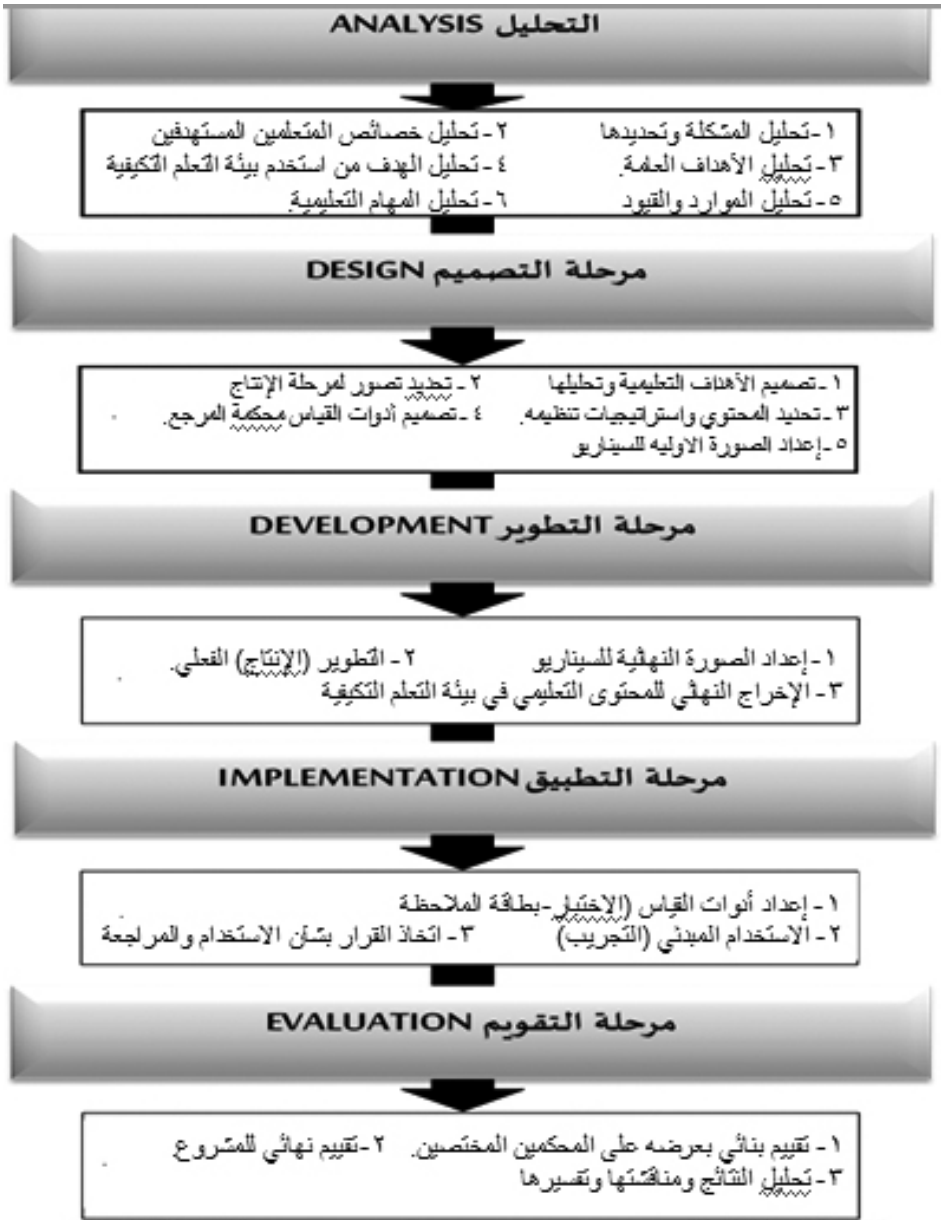 التحليل ANALYSIS
١- تحليل المشكلة وتحديدها ٢- تحليل خصائص المتعلمين المستهدفين
٣- تحليل الأهداف العامة. ٤- تحليل الهدف من استخدم بيئة التعلم التكيفية
٥- تحليل الموارد والقيود ٦- تحليل المهام التعليمية.
مرحلة التصميم DESIGN
١- تصميم الأهداف التعليمية وتحليلها ٢- تحديد تصور لمرحلة الإنتاج
٣- تحديد المحتوي واستراتيجيات تنظيمه. ٤- تصميم أدوات القياس محكمة المرجع.
٥- إعداد الصورة الاوليه للسيناريو
مرحلة التطوير DEVELOPMENT
١- إعداد الصورة النهائية للسيناريو ٢- التطوير (الإنتاج) الفعلي.
٣- الإخراج النهائي للمحتوى التعليمي في بيئة التعلم التكيفية
مرحلة التطبيق IMPLEMENTATION
١- إعداد أدوات القياس (الاختبار-بطاقة الملاحظة
٢- الاستخدام المبدئي (التجريب) ٣- اتخاذ القرار بشأن الاستخدام والمراجعة
مرحلة التقويم EVALUATION
١- تقييم بنائي بعرضه على المحكمين المختصين. ٢-تقييم نهائي للمشروع
٣- تحليل النتائج ومناقشتها وتفسيرها